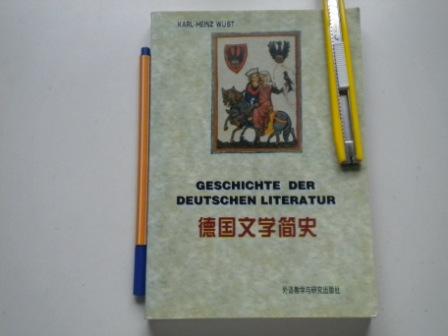 KARL-HEINZ WUST
GESCHICHTE DER
DEUTSCHEN LITERATUR
德国文学简史
外语教学与研究出版社